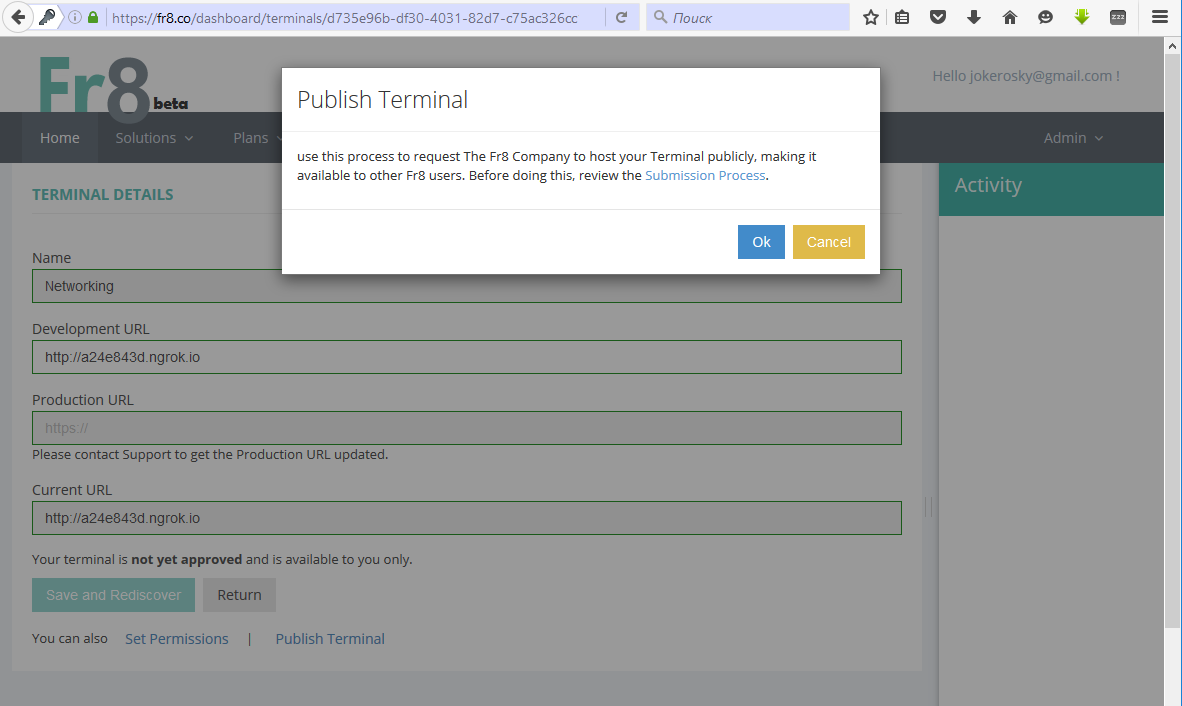 https://fr8.co/dashboard/terminals/d735e96b-df30-4031-82d7-c75ac326cc
Поиск
zzz
Fr8 beta
Hello jokerosky@gmail.com !
Home Solutions Plans Admin
Publish Terminal
use this process to request The Fr8 Company to host your Terminal publicly, making it
available to other Fr8 users. Before doing this, review the Submission Process.
Ok Cancel
TERMINAL DETAILS
Activity
Name
Networking
Development URL
http://a24e843d.ngrok.io
Production URL
https://
Please contact Support to get the Production URL updated.
Current URL
http://a24e843d.ngrok.io
Your terminal is not yet approved and is available to you only.
Save and Rediscover Return
You can also Set Permissions | Publish Terminal